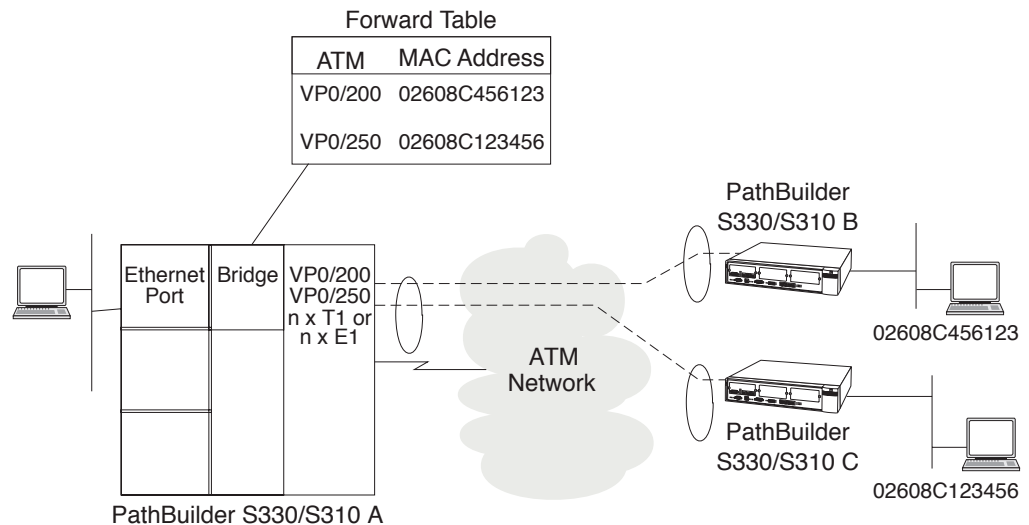 Forward Table
ATM MAC Address
VP0/200 02608C456123
VP0/250 02608C123456
PathBuilder
S330/S310 B
Ethernet
Port
Bridge
VP0/200
VP0/250
n x T1 or
n x E1
02608C456123
ATM
Network
PathBuilder
S330/S310 C
02608C123456
PathBuilder S330/S310 A